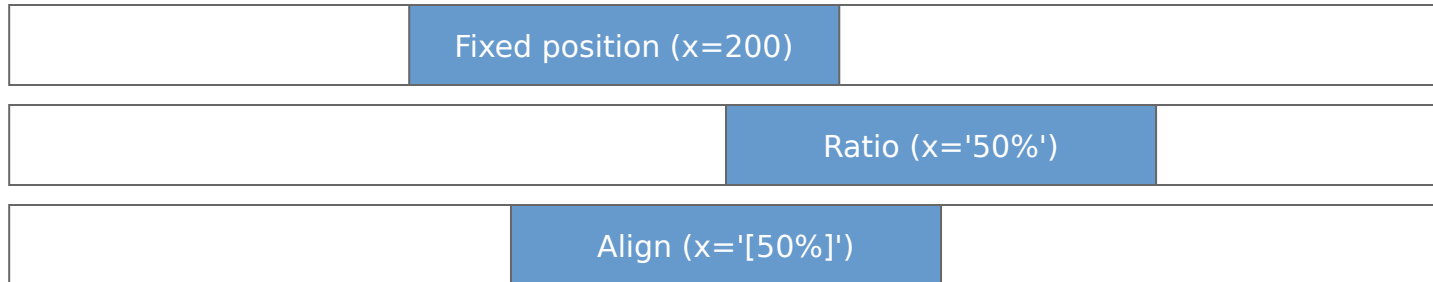 Fixed position (x=200)
Ratio (x='50%')
Align (x='[50%]')